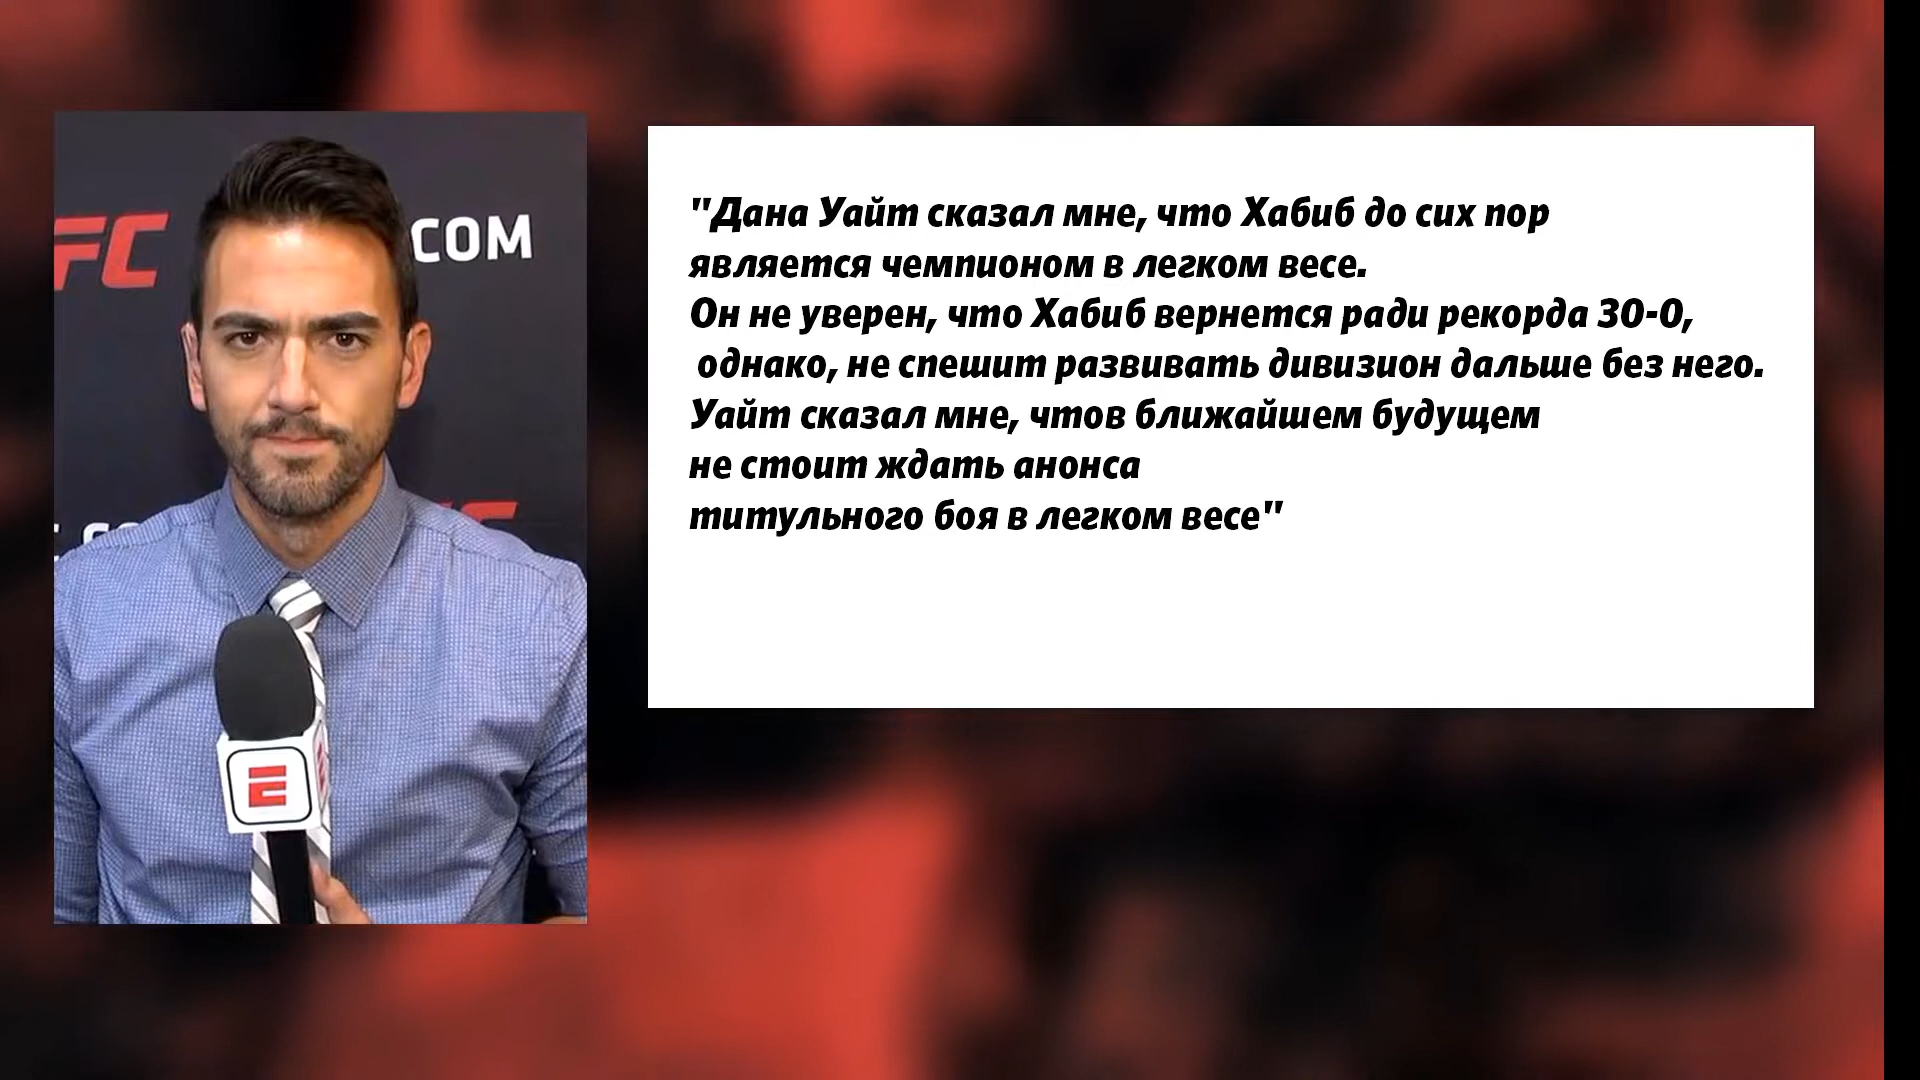 FC
.COM
"Дана Уайт сказал мне, что Хабиб до сих пор
является чемпионом в легком весе.
Он не уверен, что Хабиб вернется ради рекорда 30-0,
однако, не спешит развивать дивизион дальше без него.
Уайт сказал мне, чтов ближайшем будущем
не стоит ждать анонса
титульного боя в легком весе"